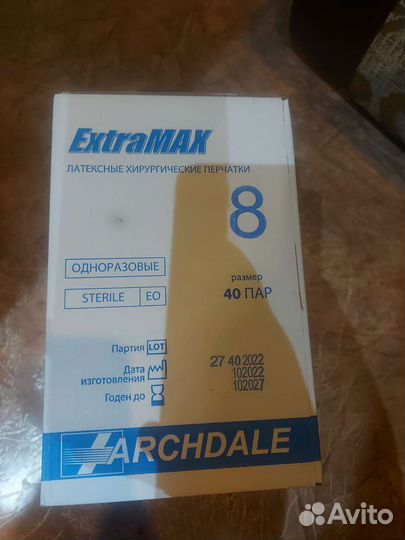 ExtraMAX
ЛАТЕКСНЫЕ ХИРУРГИЧЕСКИЕ ПЕРЧАТКИ
8
ОДНОРАЗОВЫЕ
размер
STERILE EO
40 ПАР
Партия LOT 27 40 2022
Дата изготовления 102022
Годен до 102027
ARCHDALE
Avito